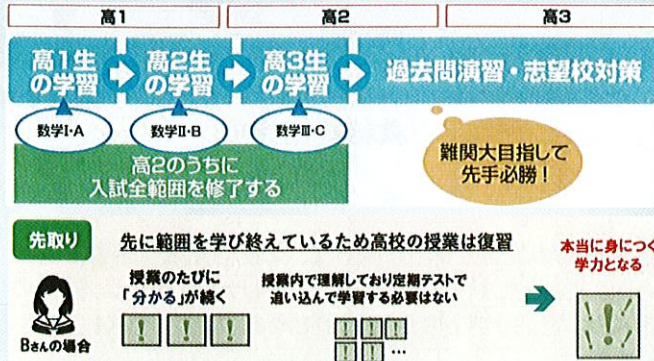 高1
高2
高3
高1生
の学習
高2生
の学習
高3生
の学習
過去問演習・志望校対策
数学Ⅰ・A
数学Ⅱ・B
数学Ⅲ・C
高2のうちに
入試全範囲を修了する
難関大目指して
先手必勝！
先取り
先に範囲を学び終えているため高校の授業は復習
Bさんの場合
授業のたびに
「分かる」が続く
! ! !
授業内で理解しており定期テストで
追い込んで学習する必要はない
! ! !
! ! …
本当に身につく
学力となる
! ! ! ! !